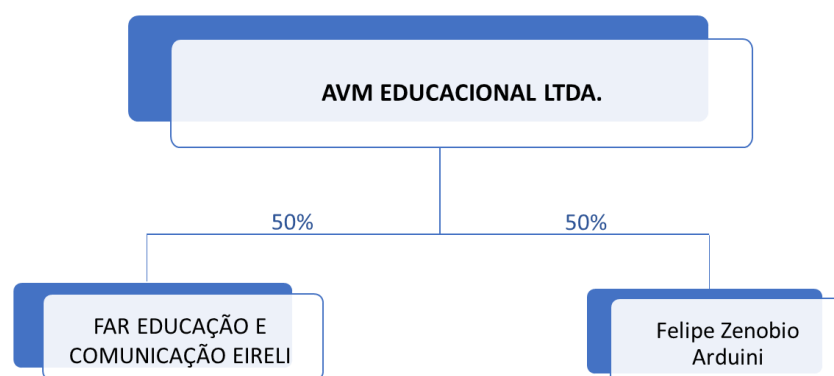 AVM EDUCACIONAL LTDA.
50%
50%
FAR EDUCAÇÃO E
COMUNICAÇÃO EIRELI
Felipe Zenobio
Arduini